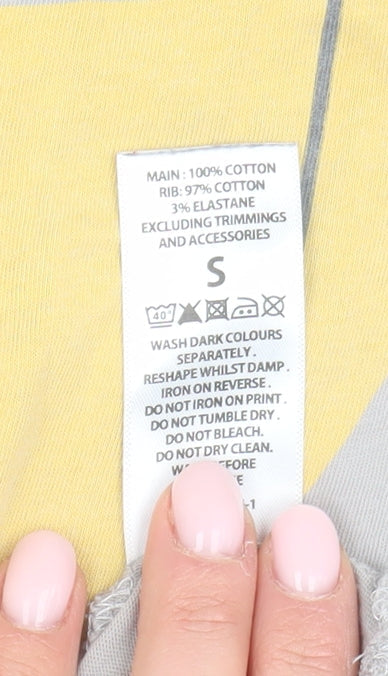 MAIN : 100% COTTON
RIB: 97% COTTON
3% ELASTANE
EXCLUDING TRIMMINGS
AND ACCESSORIES
S
40°
WASH DARK COLOURS
SEPARATELY .
RESHAPE WHILST DAMP .
IRON ON REVERSE .
DO NOT IRON ON PRINT .
DO NOT TUMBLE DRY .
DO NOT BLEACH.
DO NOT DRY CLEAN.